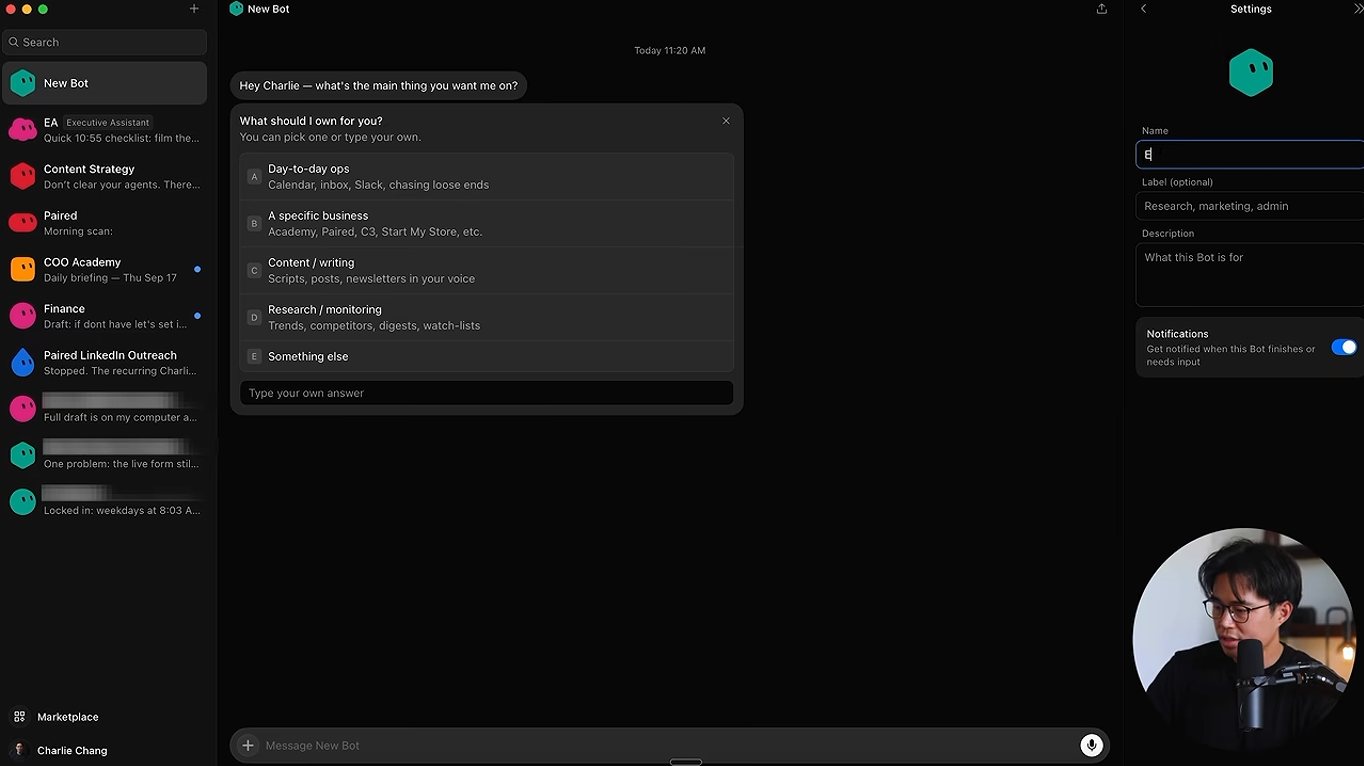 Search
New Bot
EA Executive Assistant
Quick 10:55 checklist: film the...
Content Strategy
Don't clear your agents. There...
Paired
Morning scan:
COO Academy
Daily briefing — Thu Sep 17
Finance
Draft: if dont have let's set i...
Paired LinkedIn Outreach
Stopped. The recurring Charli...
Full draft is on my computer a...
One problem: the live form stil...
Locked in: weekdays at 8:03 A...
Marketplace
Charlie Chang
New Bot
Today 11:20 AM
Hey Charlie — what's the main thing you want me on?
What should I own for you?
You can pick one or type your own.
A
Day-to-day ops
Calendar, inbox, Slack, chasing loose ends
B
A specific business
Academy, Paired, C3, Start My Store, etc.
C
Content / writing
Scripts, posts, newsletters in your voice
D
Research / monitoring
Trends, competitors, digests, watch-lists
E
Something else
Type your own answer
Message New Bot
Settings
Name
E
Label (optional)
Research, marketing, admin
Description
What this Bot is for
Notifications
Get notified when this Bot finishes or
needs input